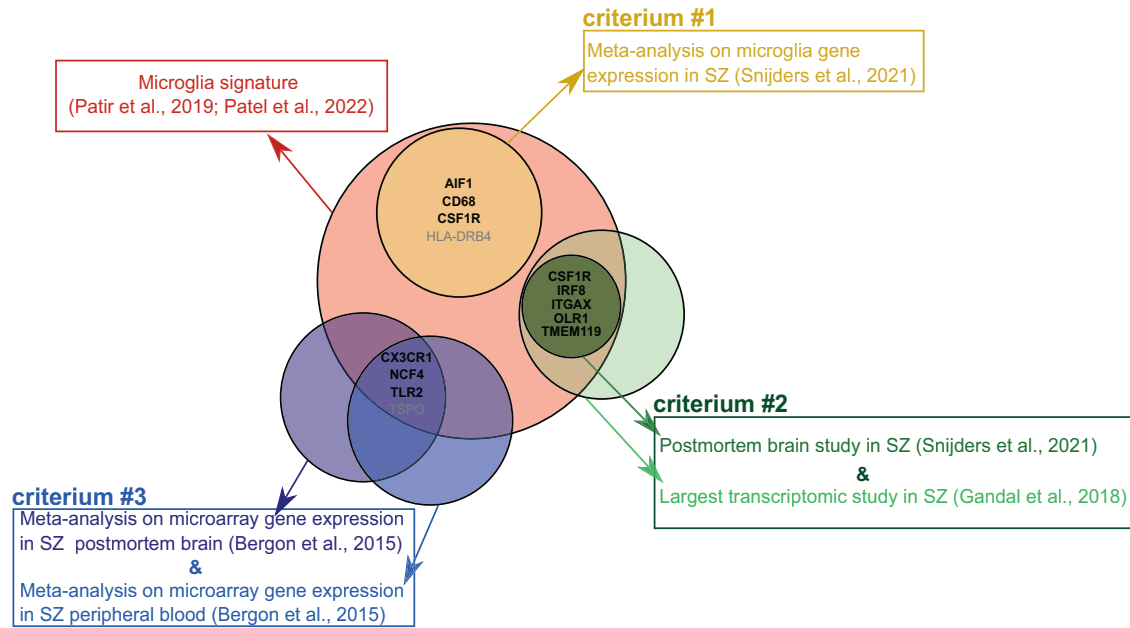 criterium #1
Meta-analysis on microglia gene
expression in SZ (Snijders et al., 2021)
Microglia signature
(Patir et al., 2019; Patel et al., 2022)
AIF1
CD68
CSF1R
HLA-DRB4
CSF1R
IRF8
ITGAX
OLR1
TMEM119
CX3CR1
NCF4
TLR2
TSPO
criterium #2
Postmortem brain study in SZ (Snijders et al., 2021)
&
Largest transcriptomic study in SZ (Gandal et al., 2018)
criterium #3
Meta-analysis on microarray gene expression
in SZ postmortem brain (Bergon et al., 2015)
&
Meta-analysis on microarray gene expression
in SZ peripheral blood (Bergon et al., 2015)